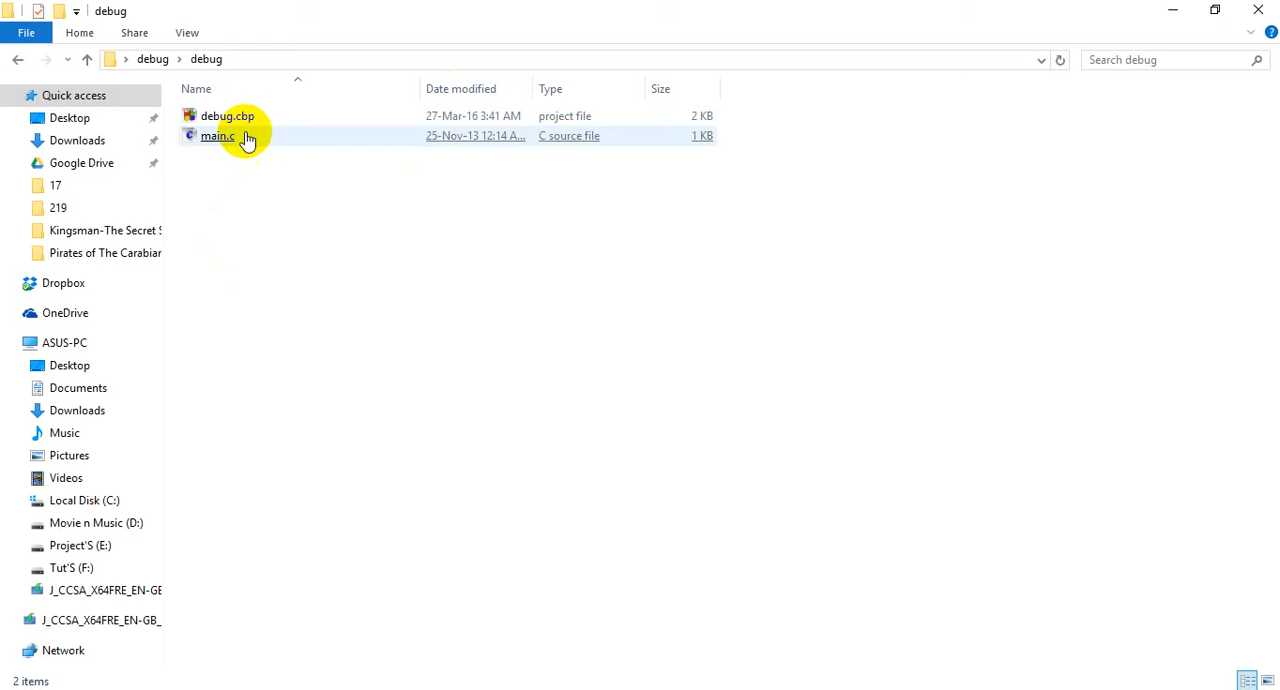 debug
File Home Share View
debug debug
Search debug
Name Date modified Type Size
debug.cbp 27-Mar-16 3:41 AM project file 2 KB
main.c 25-Nov-13 12:14 A... C source file 1 KB
Quick access
Desktop
Downloads
Google Drive
17
219
Kingsman-The Secret S
Pirates of The Carabiar
Dropbox
OneDrive
ASUS-PC
Desktop
Documents
Downloads
Music
Pictures
Videos
Local Disk (C:)
Movie n Music (D:)
Project'S (E:)
Tut'S (F:)
J_CCSA_X64FRE_EN-GB
J_CCSA_X64FRE_EN-GB_
Network
2 items